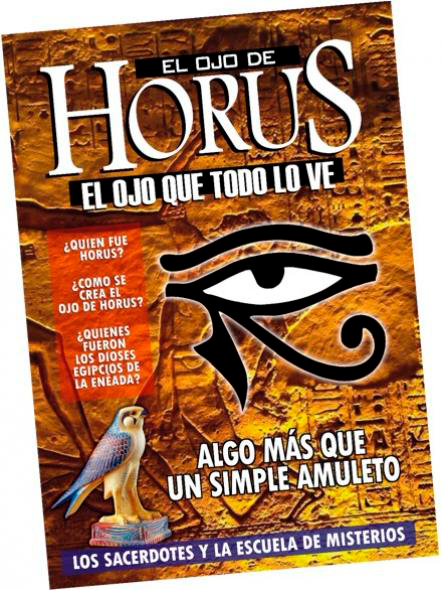 EL OJO DE
HORUS
EL OJO QUE TODO LO VE
¿QUIEN FUE
HORUS?
¿COMO SE
CREA EL
OJO DE HORUS?
¿QUIENES
FUERON
LOS DIOSES
EGIPCIOS DE
LA ENÉADA?
ALGO MÁS QUE
UN SIMPLE AMULETO
LOS SACERDOTES Y LA ESCUELA DE MISTERIOS